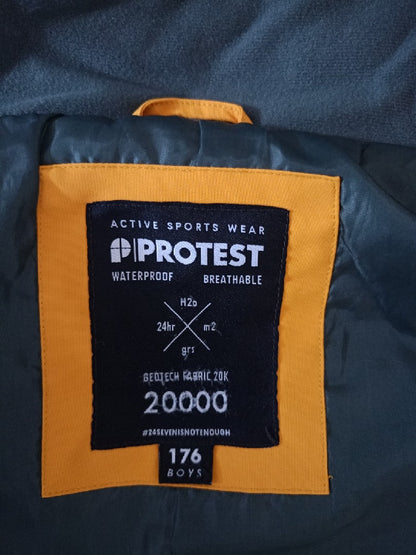 ACTIVE SPORTS WEAR
PROTEST
WATERPROOF BREATHABLE
H2o
24hr m2
grs
GEOTECH FABRIC 20K
20000
#24SEVENISNOTENOUGH
176
BOYS